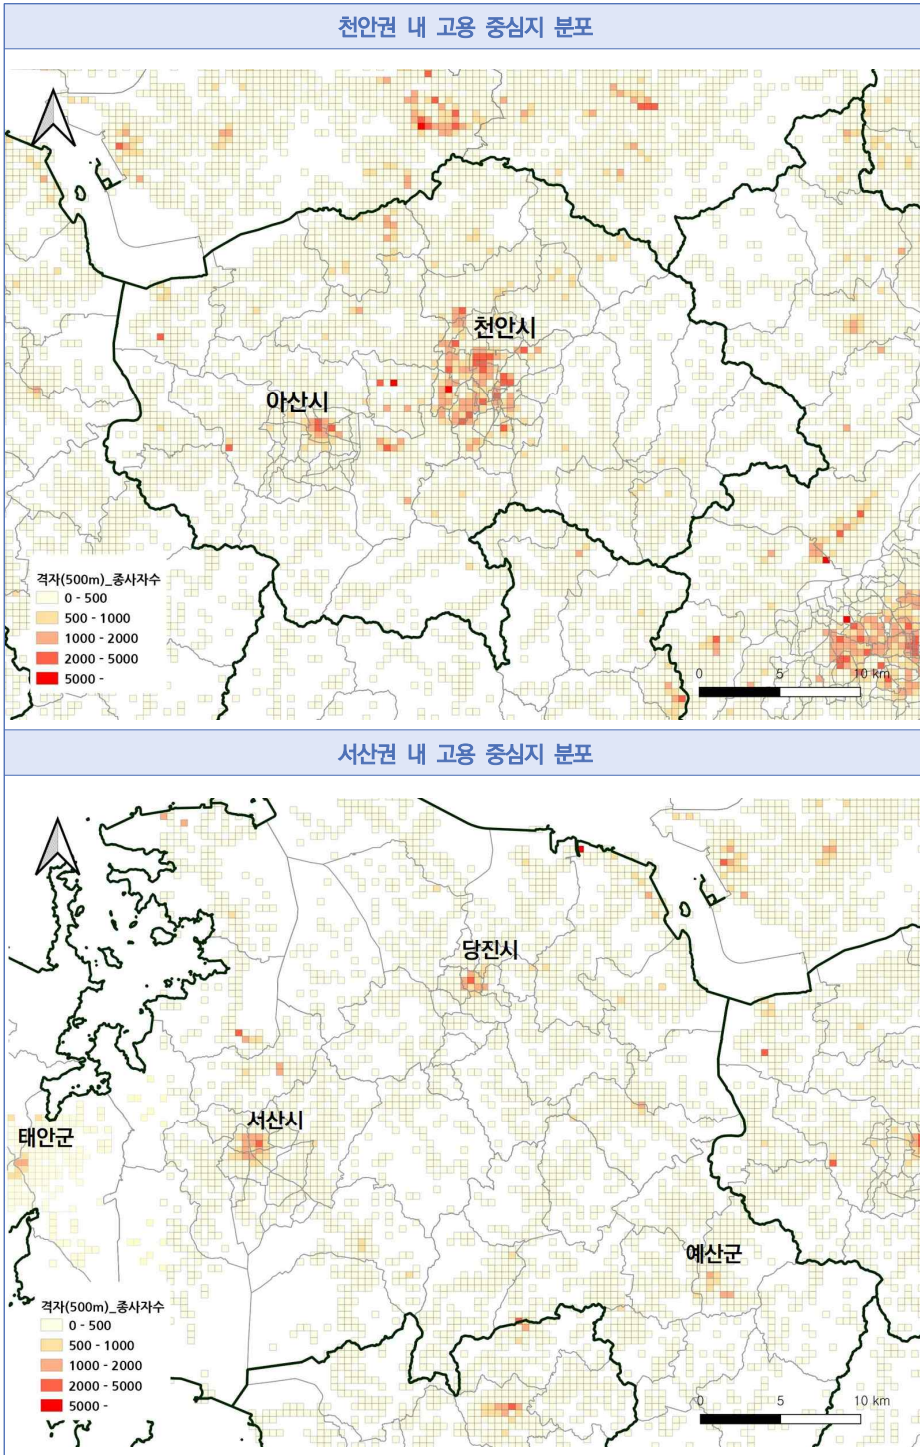 천안권 내 고용 중심지 분포
천안시
아산시
격자(500m)_종사자수
0 - 500
500 - 1000
1000 - 2000
2000 - 5000
5000 -
0 5 10 km
서산권 내 고용 중심지 분포
당진시
서산시
태안군
예산군
격자(500m)_종사자수
0 - 500
500 - 1000
1000 - 2000
2000 - 5000
5000 -
0 5 10 km